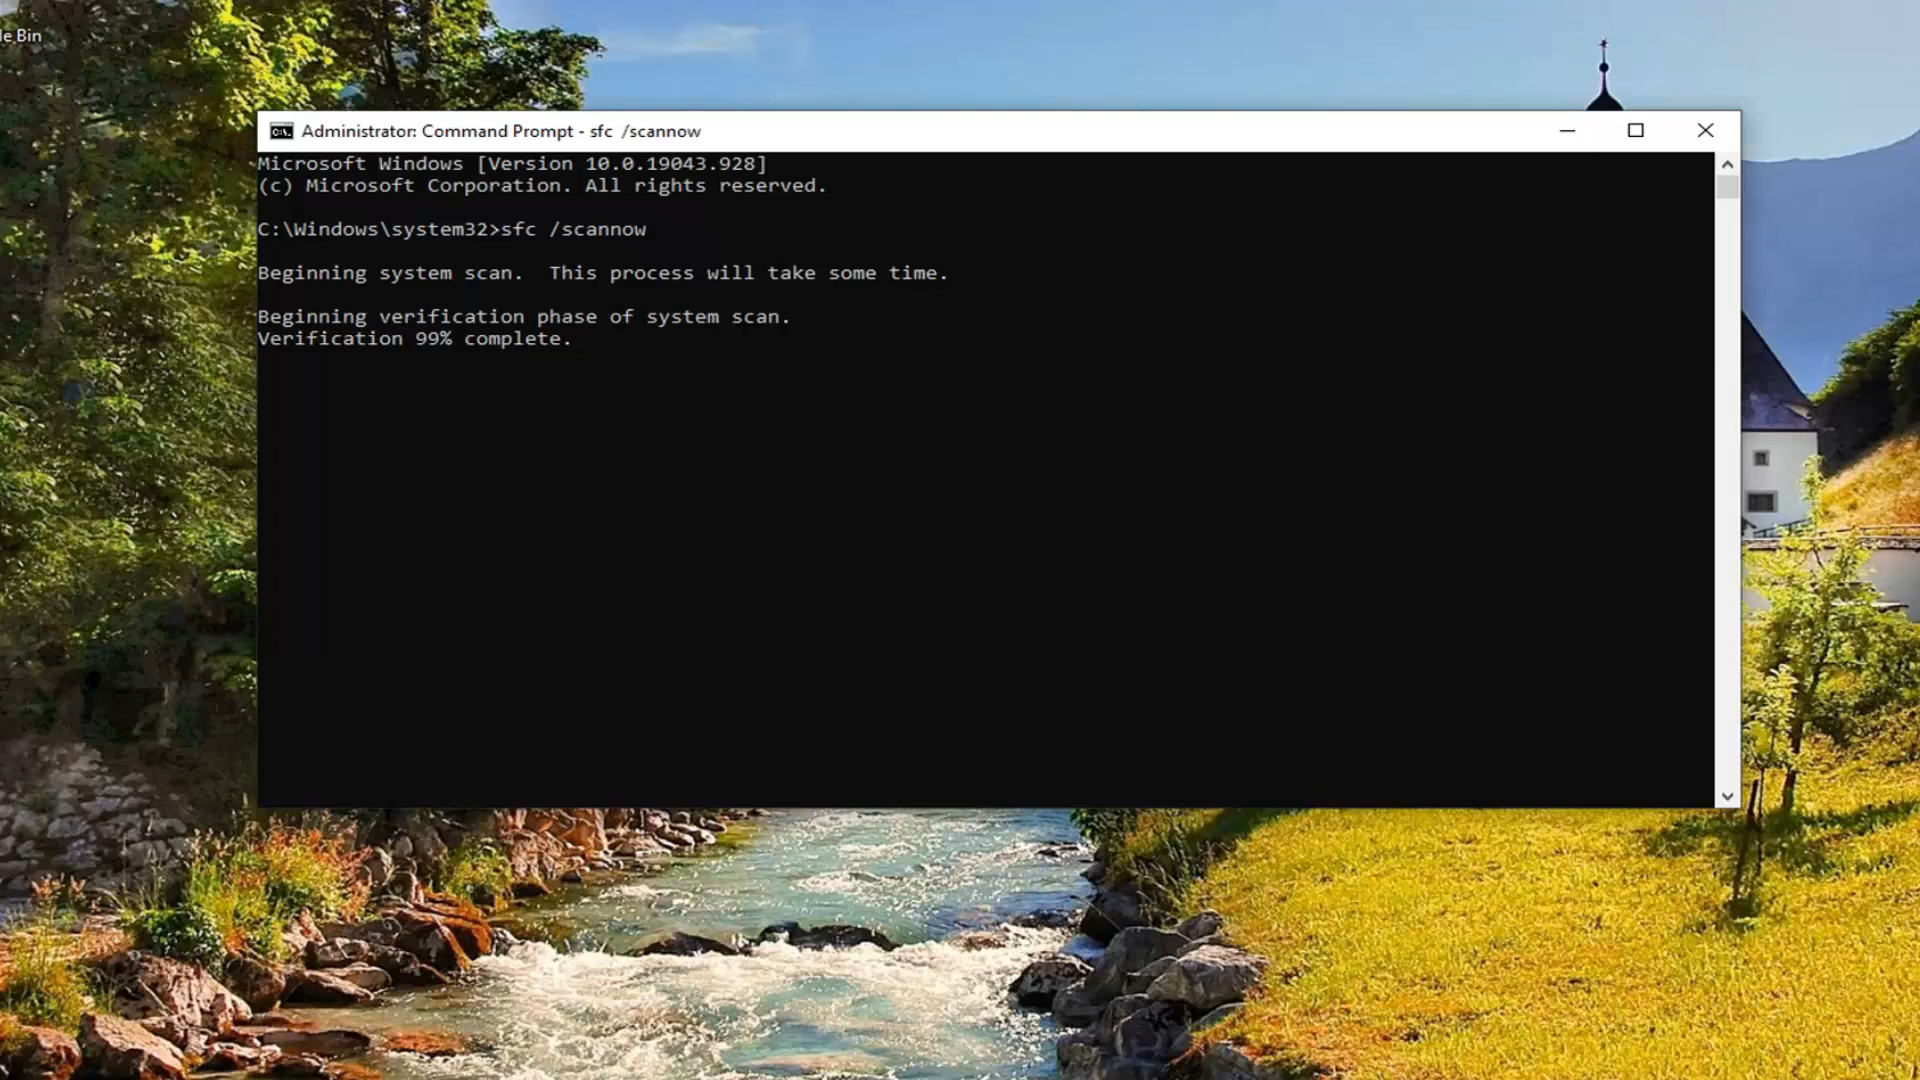 le Bin
Administrator: Command Prompt - sfc  /scannow
Microsoft Windows [Version 10.0.19043.928]
(c) Microsoft Corporation. All rights reserved.
C:\Windows\system32>sfc /scannow
Beginning system scan.  This process will take some time.
Beginning verification phase of system scan.
Verification 99% complete.